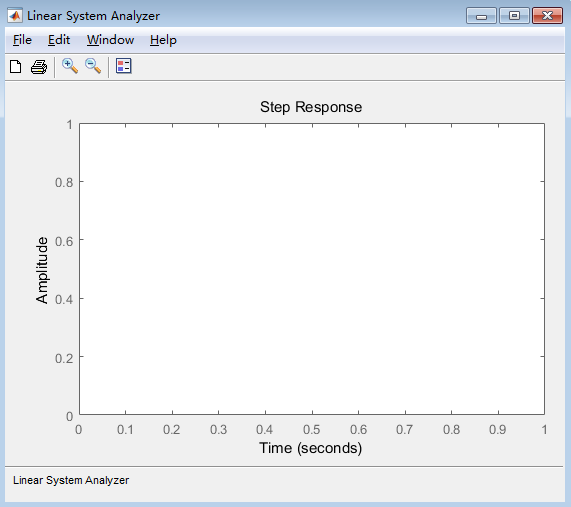 Linear System Analyzer
File Edit Window Help
Step Response
1
0.8
0.6
0.4
0.2
0
Amplitude
0 0.1 0.2 0.3 0.4 0.5 0.6 0.7 0.8 0.9 1
Time (seconds)
Linear System Analyzer